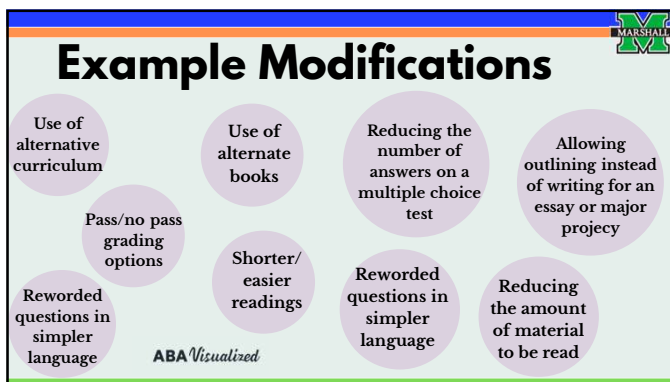 MARSHALL
Example Modifications
Use of
alternative
curriculum
Use of
alternate
books
Reducing the
number of
answers on a
multiple choice
test
Allowing
outlining instead
of writing for an
essay or major
projecy
Pass/no pass
grading
options
Shorter/
easier
readings
Reworded
questions in
simpler
language
Reworded
questions in
simpler
language
Reducing
the amount
of material
to be read
ABA Visualized